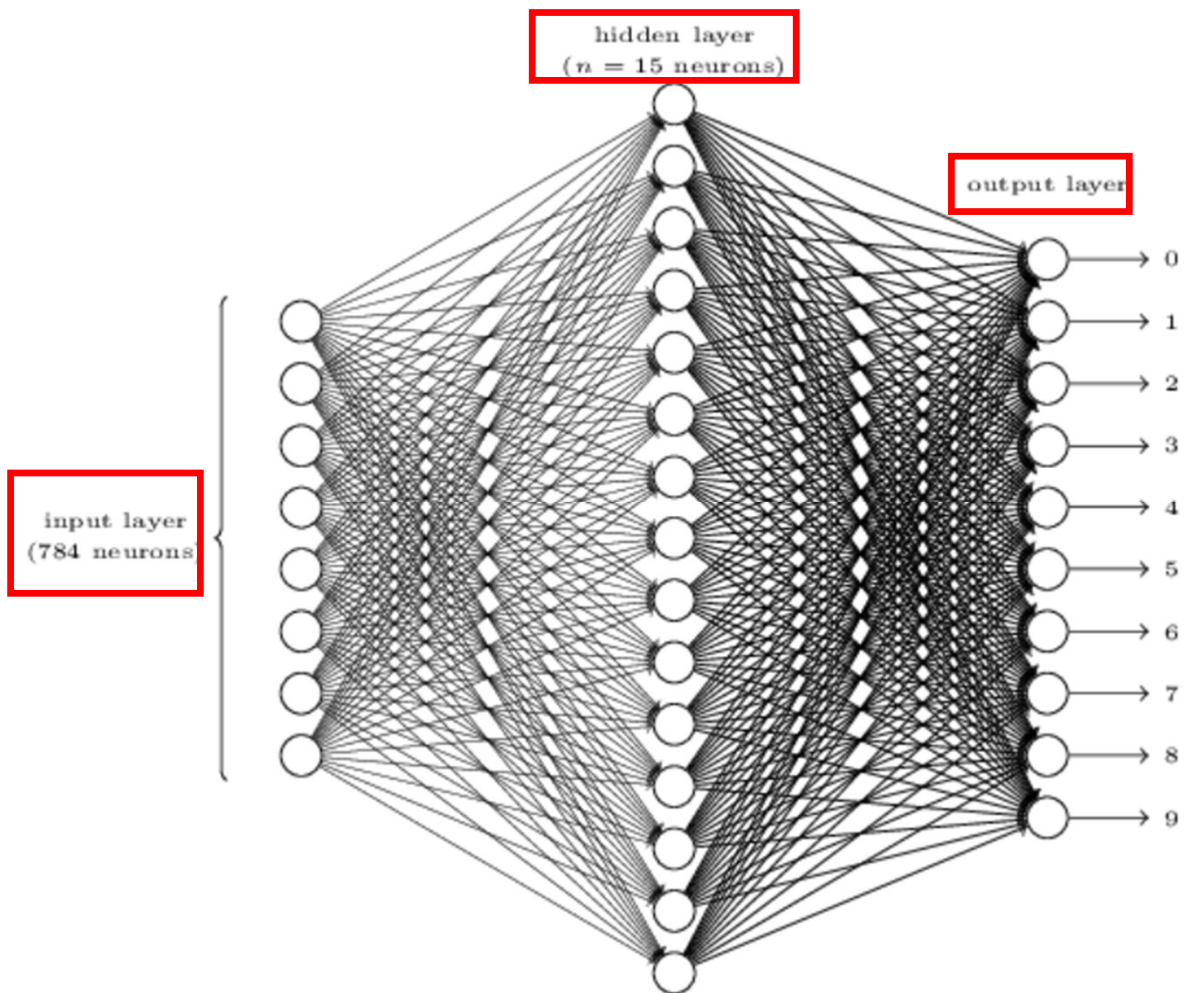 hidden layer
(n = 15 neurons)
output layer
0
1
2
3
input layer
(784 neurons)
4
5
6
7
8
9